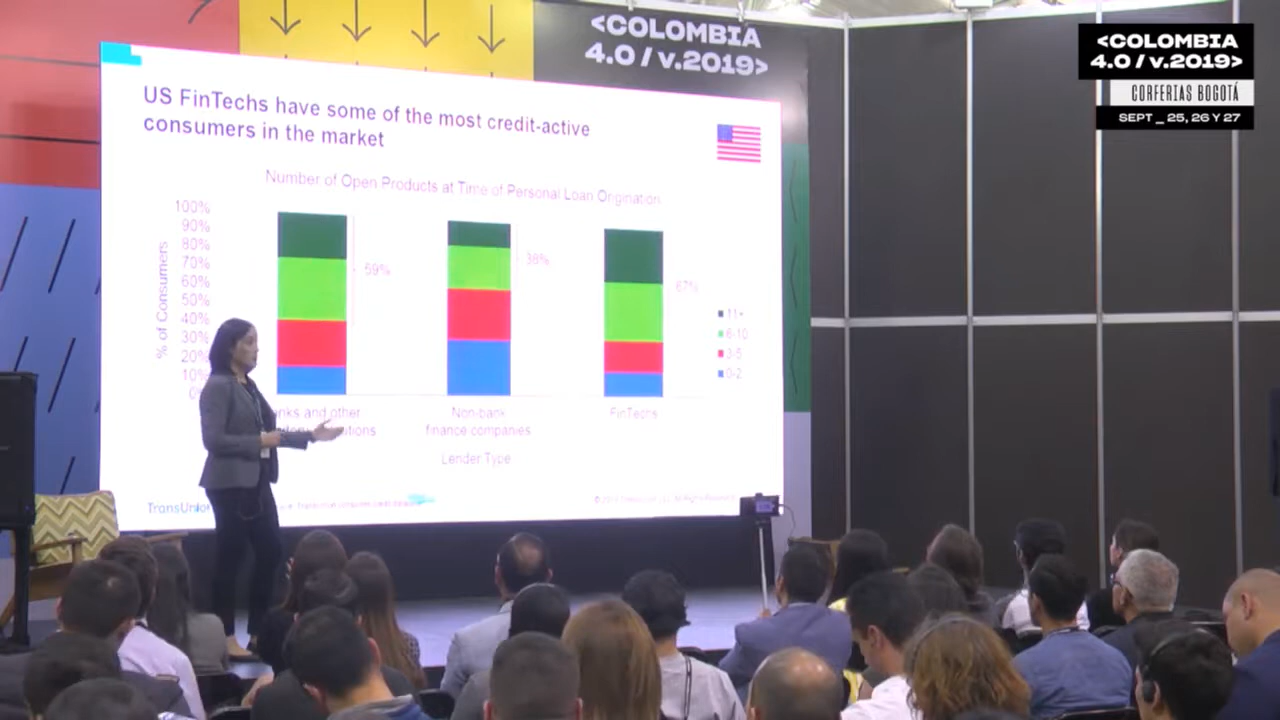 <COLOMBIA
4.0 / v.2019>
<COLOMBIA
4.0 / v.2019>
CORFERIAS BOGOTÁ
SEPT _ 25, 26 Y 27
US FinTechs have some of the most credit-active
consumers in the market
Number of Open Products at Time of Personal Loan Origination
% of Consumers
100%
90%
80%
70%
60%
50%
40%
30%
20%
10%
59%
38%
67%
11+
6-10
3-5
0-2
and other
Non-bank
finance companies
FinTechs
Lender Type
TransUnion